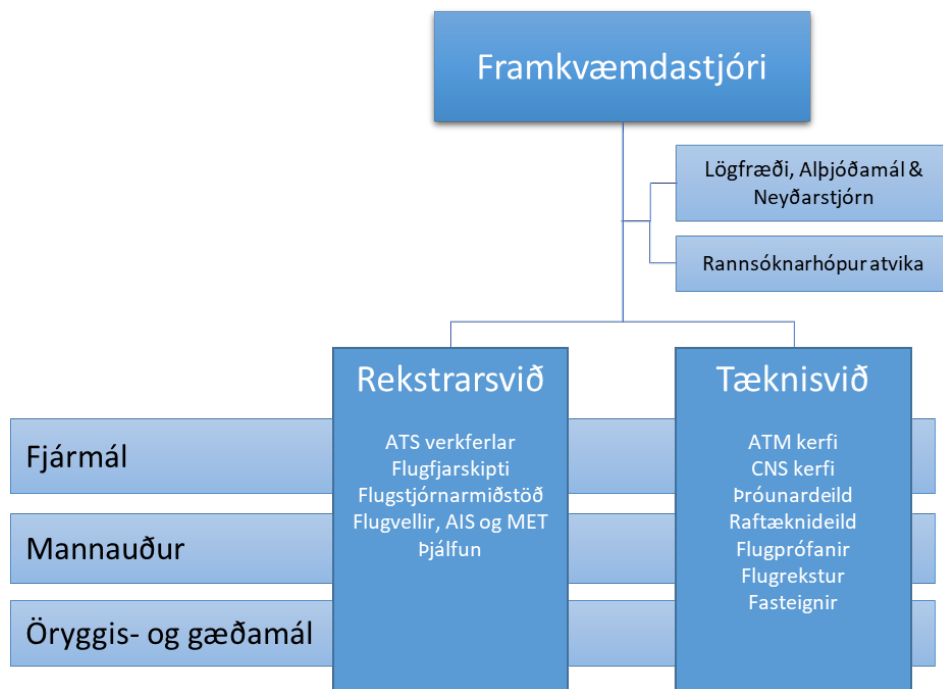 Framkvæmdastjóri
Lögfræði, Alþjóðamál &
Neyðarstjórn
Rannsóknarhópur atvika
Rekstrarsvið
ATS verkferlar
Flugfjarskipti
Flugstjórnarmiðstöð
Flugvellir, AIS og MET
Þjálfun
Tæknisvið
ATM kerfi
CNS kerfi
Þróunardeild
Raftæknideild
Flugprófanir
Flugrekstur
Fasteignir
Fjármál
Mannauður
Öryggis- og gæðamál